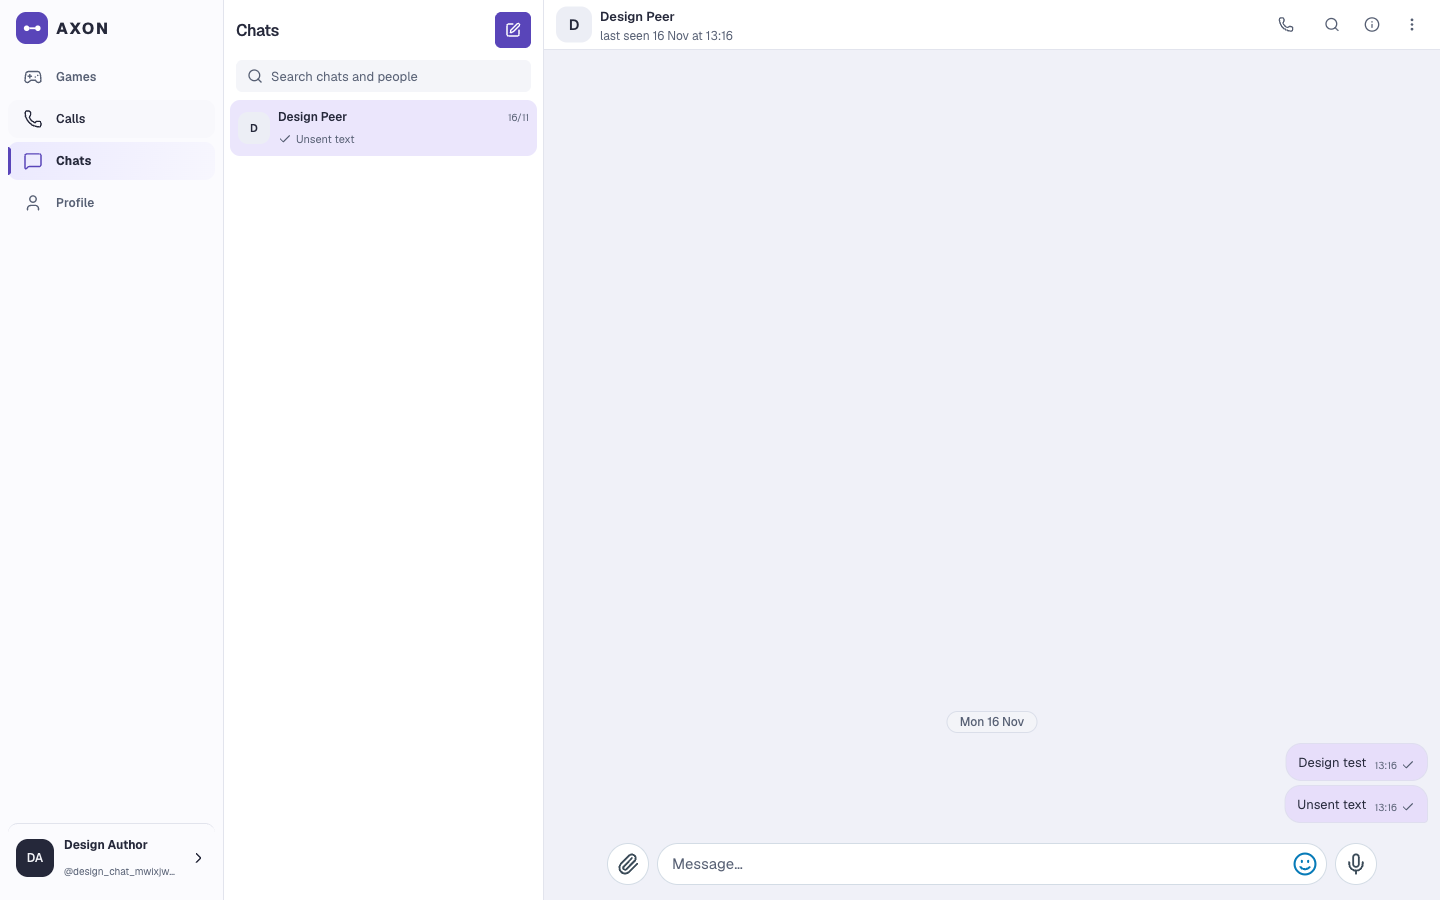 AXON
Games
Calls
Chats
Profile
DA
Design Author
@design_chat_mwixjw...
Chats
Search chats and people
D
Design Peer
16/11
Unsent text
D
Design Peer
last seen 16 Nov at 13:16
Mon 16 Nov
Design test 13:16
Unsent text 13:16
Message...